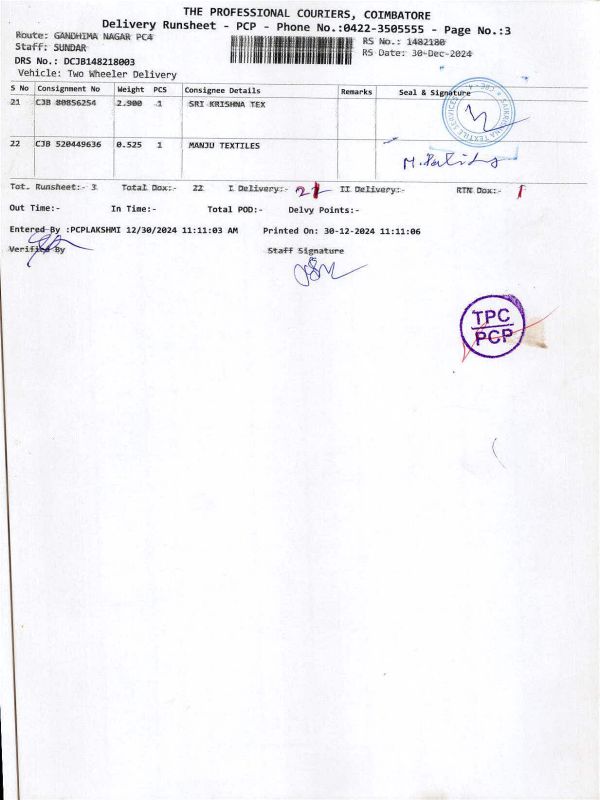 THE PROFESSIONAL COURIERS, COIMBATORE
Delivery Runsheet - PCP - Phone No.:0422-3505555 - Page No.:3
Route: GANDHIMA NAGAR PC4 RS No.: 1482180
Staff: SUNDAR RS Date: 30-Dec-2024
DRS No.: DCJB148218003
Vehicle: Two Wheeler Delivery
S No Consignment No Weight PCS Consignee Details Remarks Seal & Signature
21 CJB 80856254 2.900 1 SRI KRISHNA TEX
22 CJB 520449636 0.525 1 MANJU TEXTILES
Tot. Runsheet:- 3 Total Dox:- 22 I Delivery:- 21 II Delivery:- RTN Dox:- 1
Out Time:- In Time:- Total POD:- Delvy Points:-
Entered By :PCPLAKSHMI 12/30/2024 11:11:03 AM Printed On: 30-12-2024 11:11:06
Verified By Staff Signature
TPC
PCP